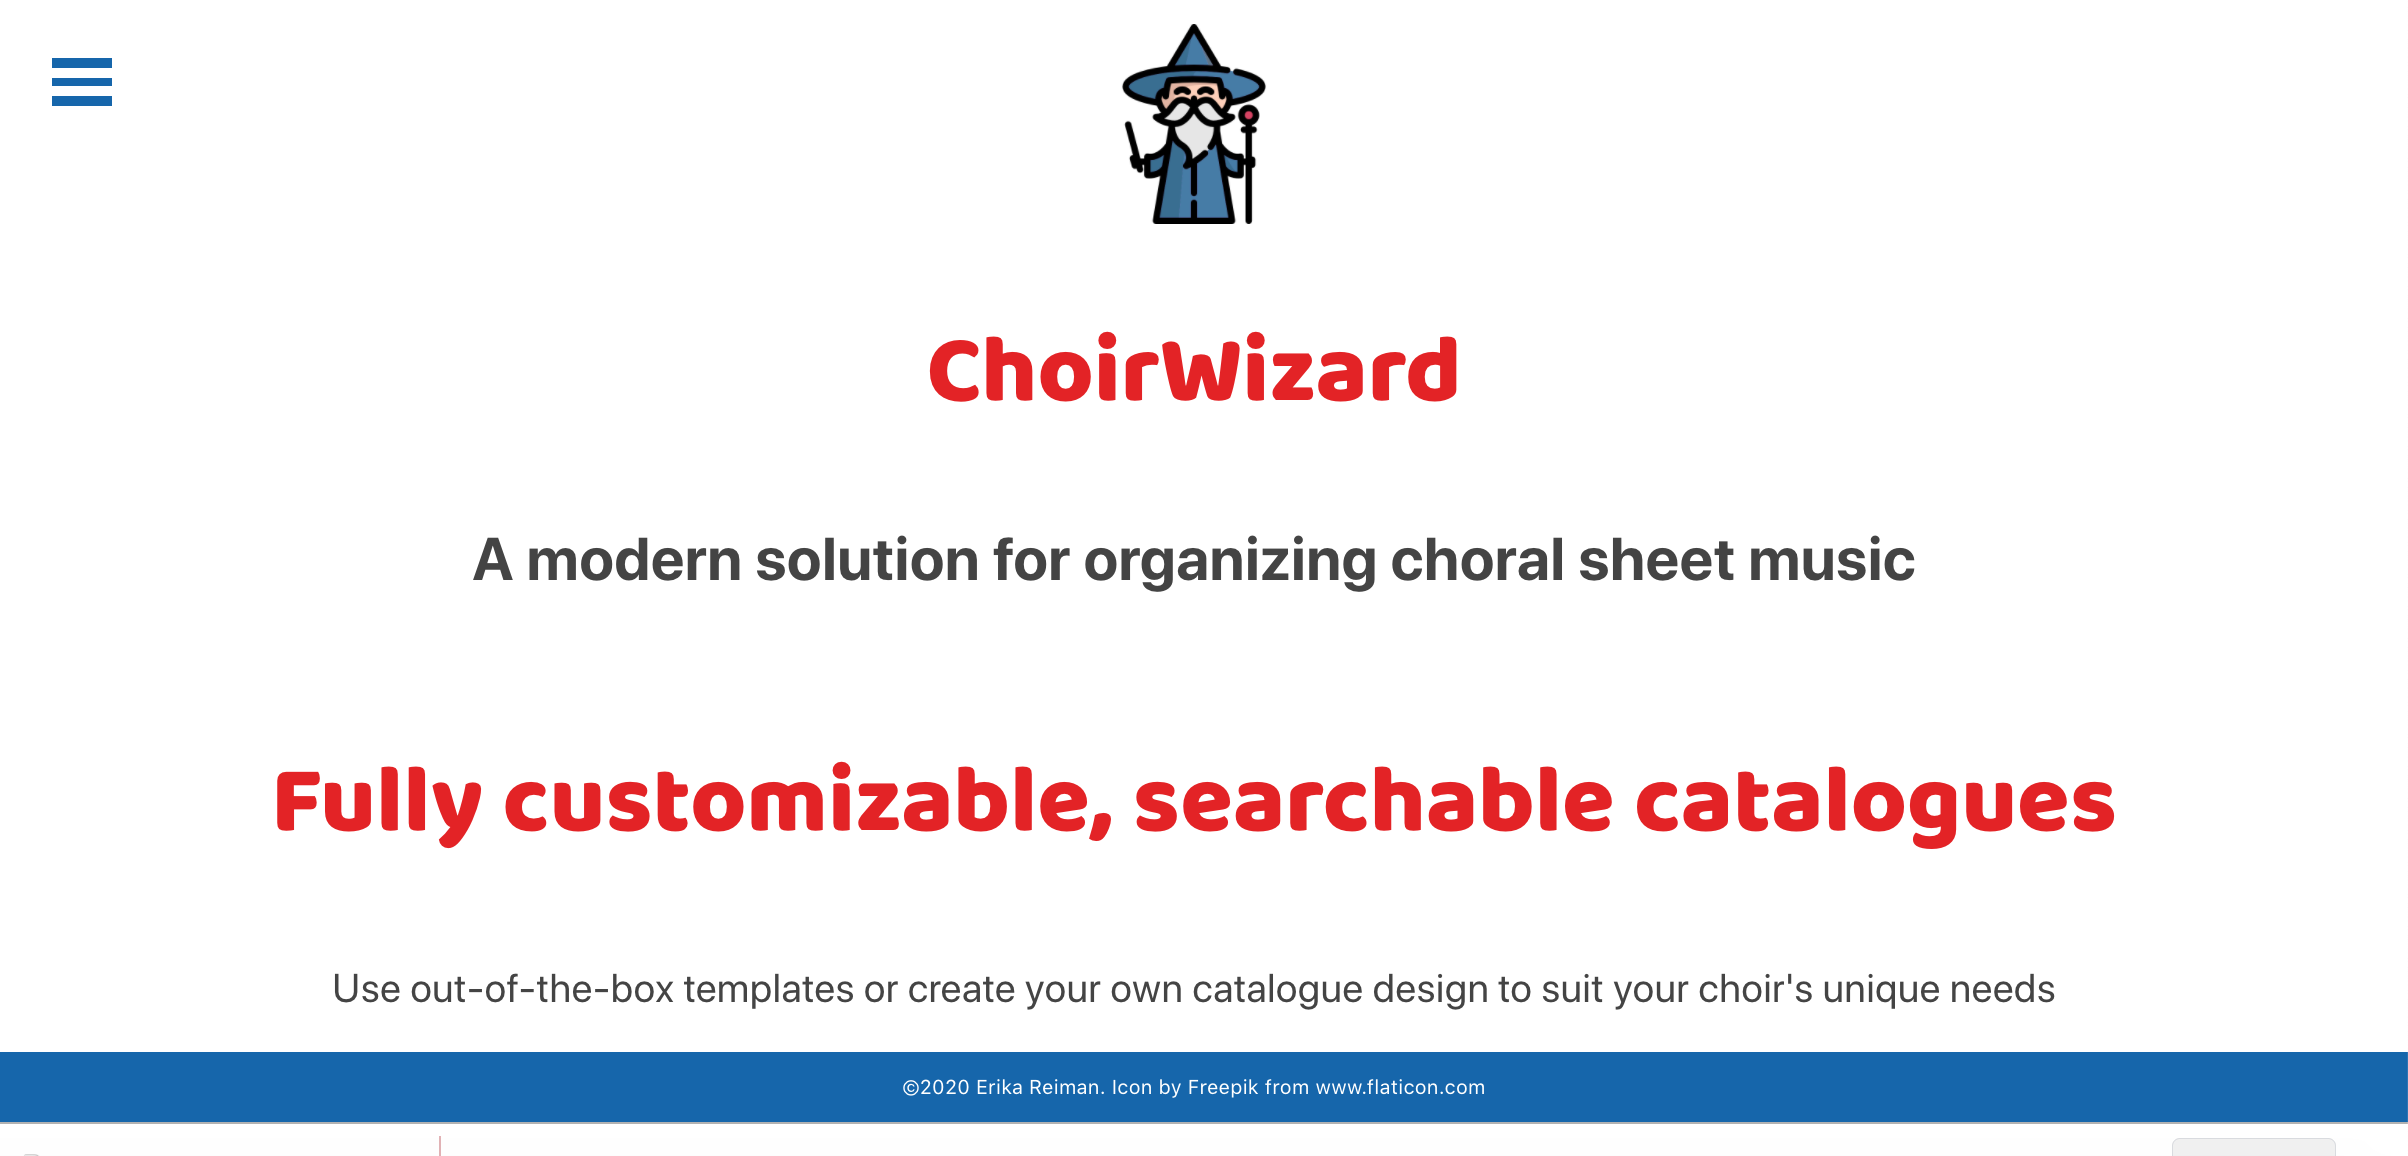 ChoirWizard
A modern solution for organizing choral sheet music
Fully customizable, searchable catalogues
Use out-of-the-box templates or create your own catalogue design to suit your choir's unique needs
©2020 Erika Reiman. Icon by Freepik from www.flaticon.com